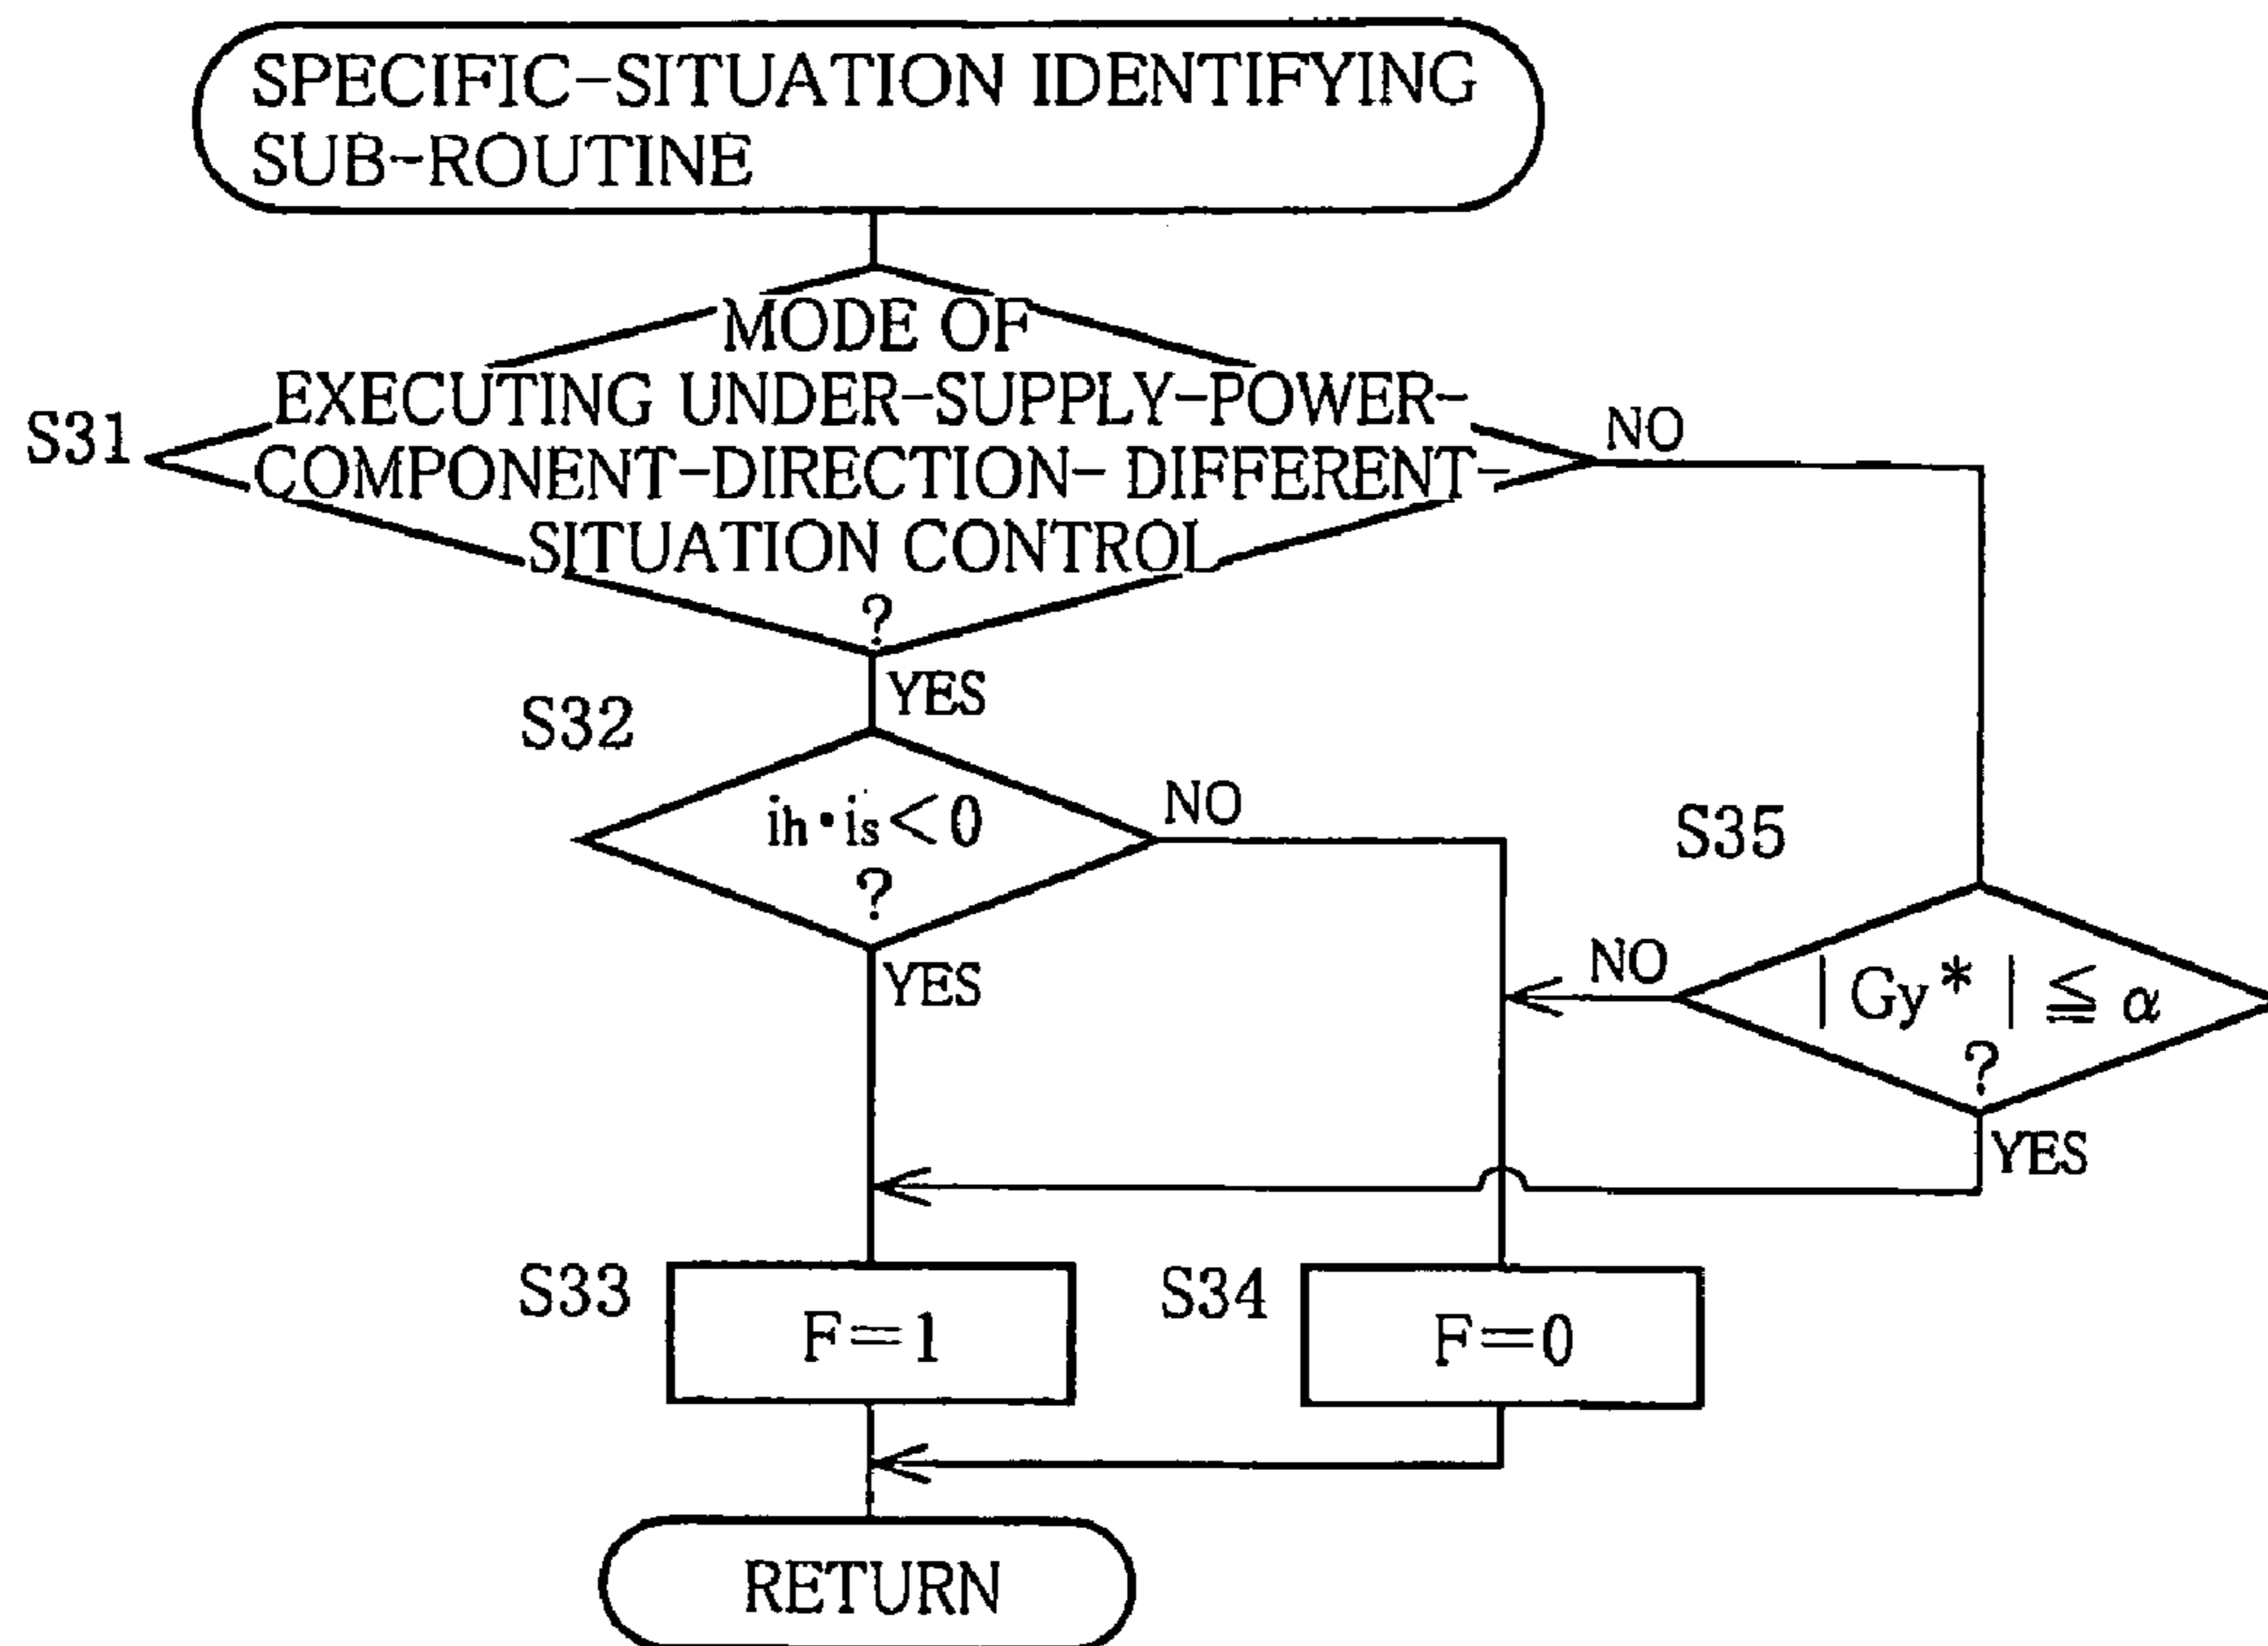 SPECIFIC-SITUATION IDENTIFYING
SUB-ROUTINE
MODE OF
EXECUTING UNDER-SUPPLY-POWER-
COMPONENT-DIRECTION- DIFFERENT-
SITUATION CONTROL
?
S31
NO
YES
S32
ih•is<0
?
NO
YES
S35
|Gy*|≦α
?
NO
YES
S33
F=1
S34
F=0
RETURN